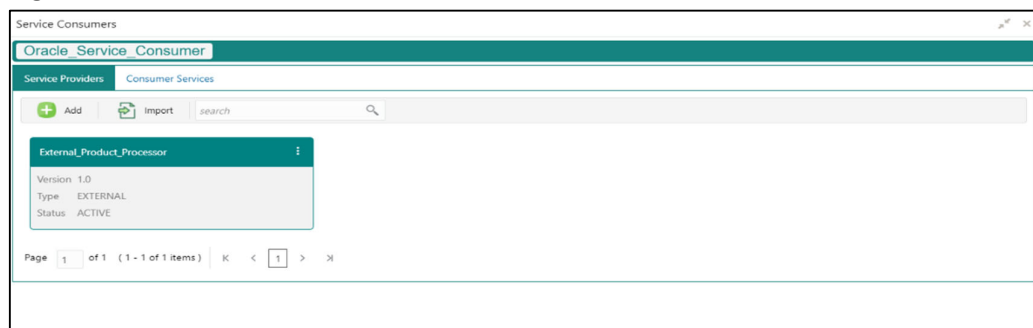 Service Consumers
Oracle_Service_Consumer
Service Providers Consumer Services
Add Import search
External_Product_Processor
Version 1.0
Type EXTERNAL
Status ACTIVE
Page 1 of 1 (1 - 1 of 1 items) 1